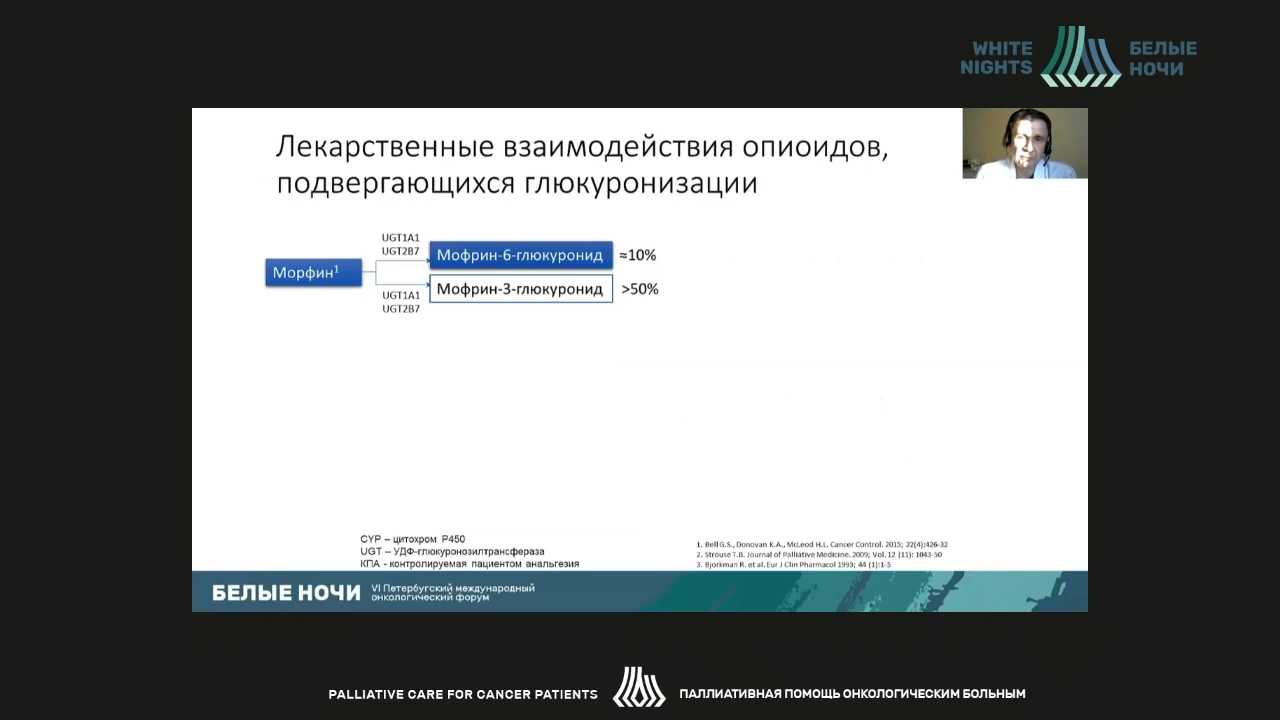 WHITE
NIGHTS
БЕЛЫЕ
НОЧИ
Лекарственные взаимодействия опиоидов,
подвергающихся глюкуронизации
Морфин1
UGT1A1
UGT2B7
Мофрин-6-глюкуронид ≈10%
Мофрин-3-глюкуронид >50%
UGT1A1
UGT2B7
CYP – цитохром P450
UGT – УДФ-глюкуронозилтрансфераза
КПА - контролируемая пациентом анальгезия
1. Bell G.S., Donovan K.A., McLeod H.L. Cancer Control. 2015; 22(4):426-32
2. Strouse T.B. Journal of Palliative Medicine. 2009; Vol. 12 (11): 1043-50
3. Bjorkman R. et al. Eur J Clin Pharmacol 1993; 44 (1):1-5
БЕЛЫЕ НОЧИ
VI Петербугский международный
онкологический форум
PALLIATIVE CARE FOR CANCER PATIENTS
ПАЛЛИАТИВНАЯ ПОМОЩЬ ОНКОЛОГИЧЕСКИМ БОЛЬНЫМ